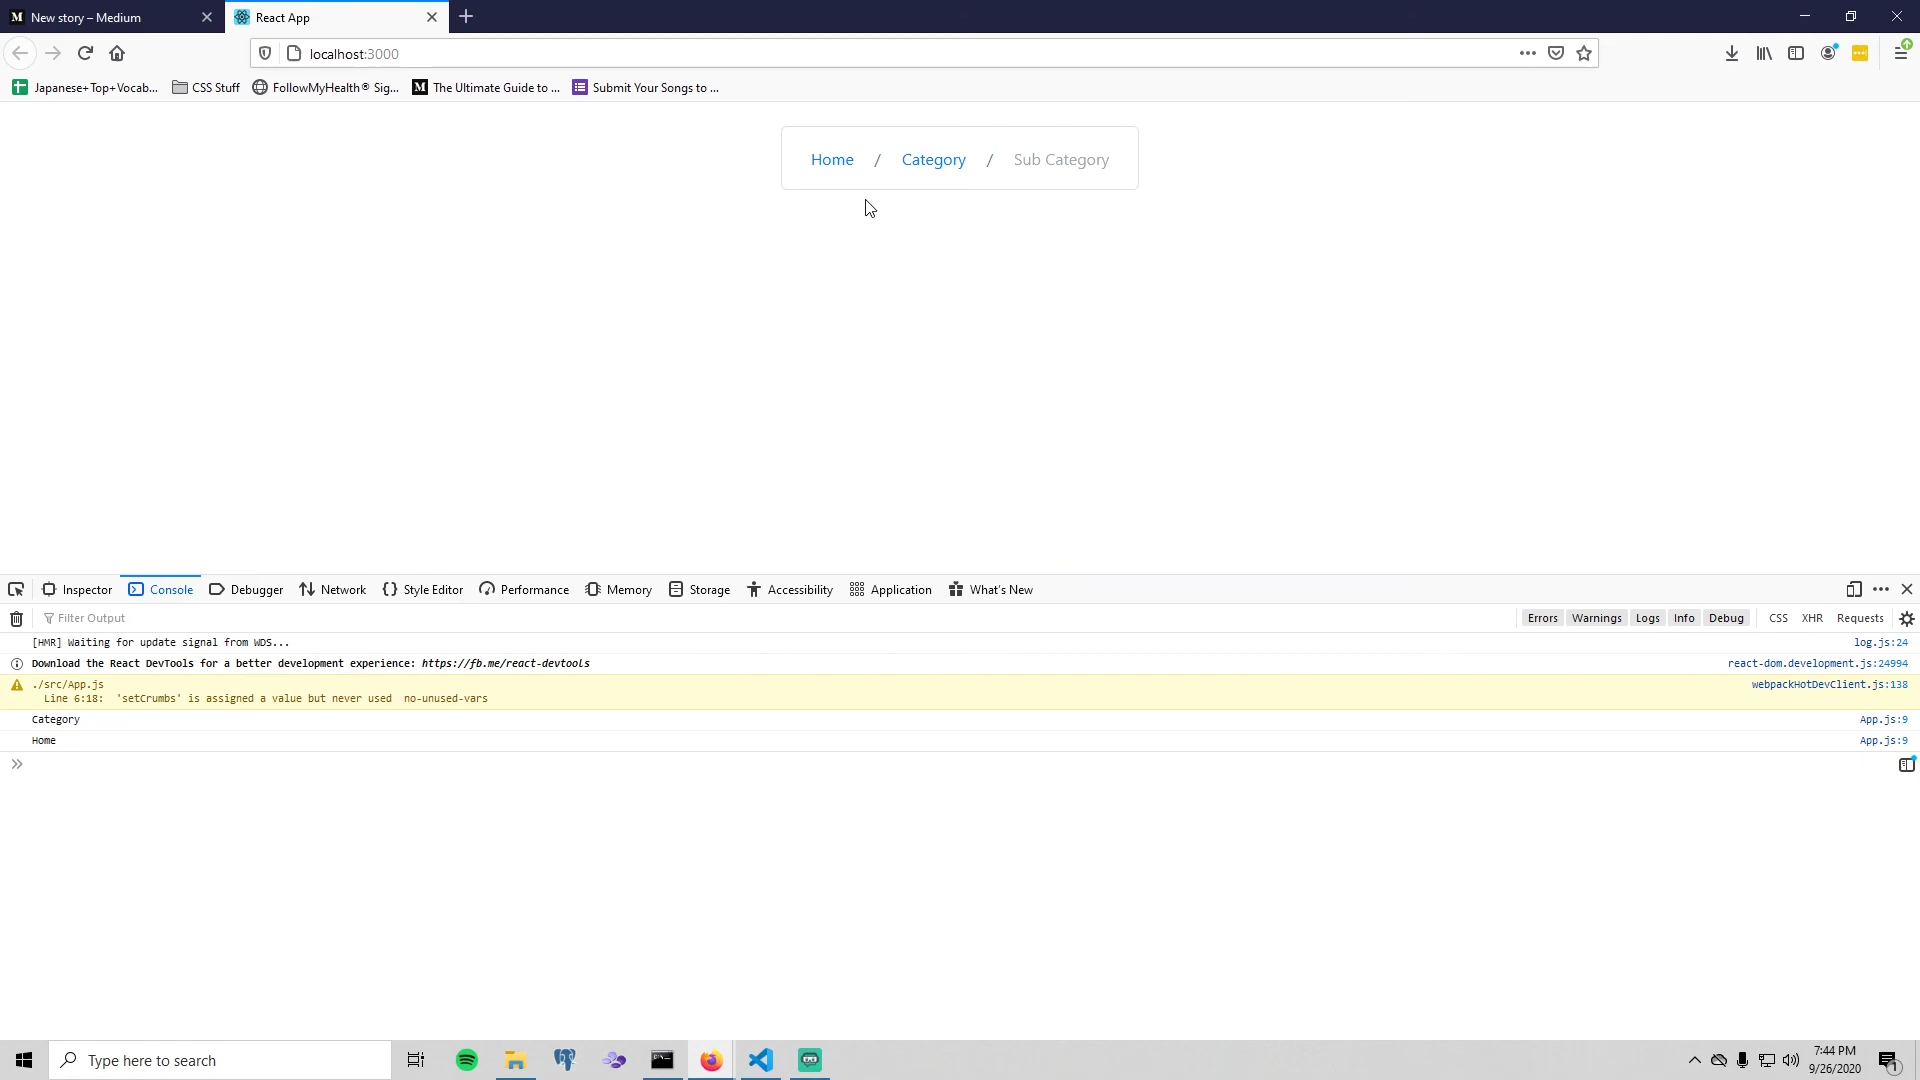 M New story – Medium
React App
localhost:3000
Japanese+Top+Vocab...
CSS Stuff
FollowMyHealth® Sig...
M The Ultimate Guide to ...
Submit Your Songs to ...
Home / Category / Sub Category
Inspector Console Debugger Network Style Editor Performance Memory Storage Accessibility Application What's New
Filter Output Errors Warnings Logs Info Debug CSS XHR Requests
[HMR] Waiting for update signal from WDS... log.js:24
Download the React DevTools for a better development experience: https://fb.me/react-devtools react-dom.development.js:24994
./src/App.js webpackHotDevClient.js:138
Line 6:18: 'setCrumbs' is assigned a value but never used no-unused-vars
Category App.js:9
Home App.js:9
Type here to search
7:44 PM
9/26/2020
1